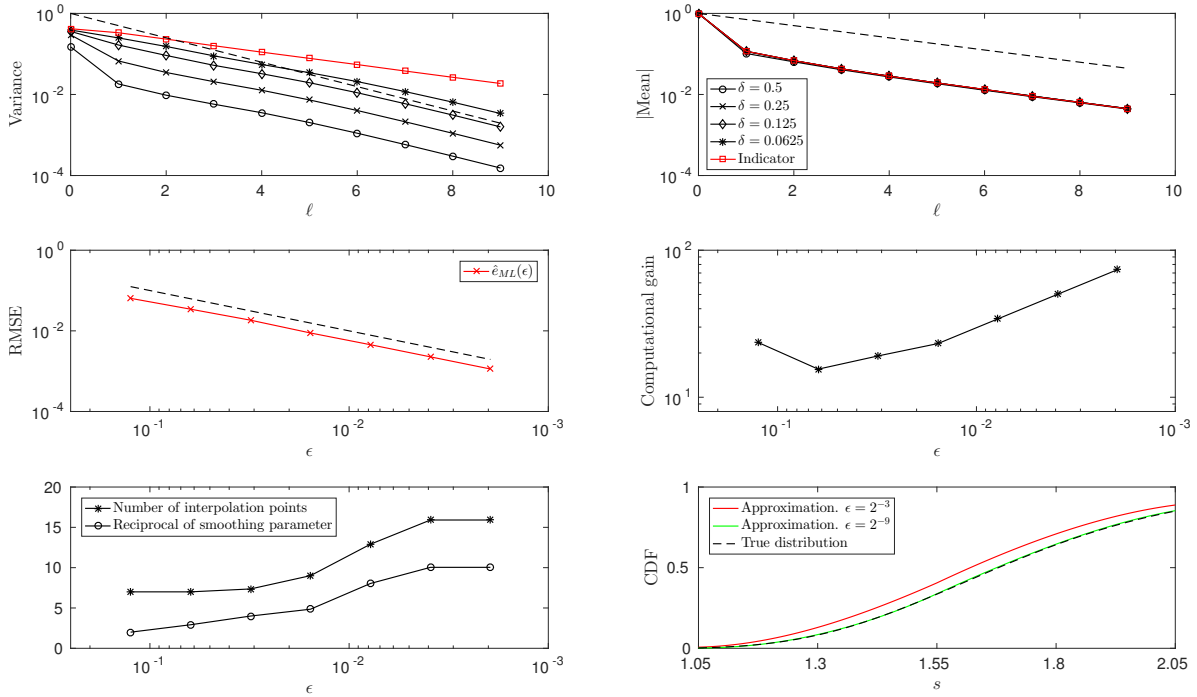 Variance
10^0
10^-2
10^-4
0 2 4 6 8 10
ℓ
|Mean|
10^0
10^-2
10^-4
δ = 0.5
δ = 0.25
δ = 0.125
δ = 0.0625
Indicator
0 2 4 6 8 10
ℓ
RMSE
10^0
10^-2
10^-4
ê_ML(ϵ)
10^-1 10^-2 10^-3
ϵ
Computational gain
10^2
10^1
10^-1 10^-2 10^-3
ϵ
20
15
10
5
0
Number of interpolation points
Reciprocal of smoothing parameter
10^-1 10^-2 10^-3
ϵ
CDF
1
0.5
0
Approximation. ϵ = 2^-3
Approximation. ϵ = 2^-9
True distribution
1.05 1.3 1.55 1.8 2.05
s